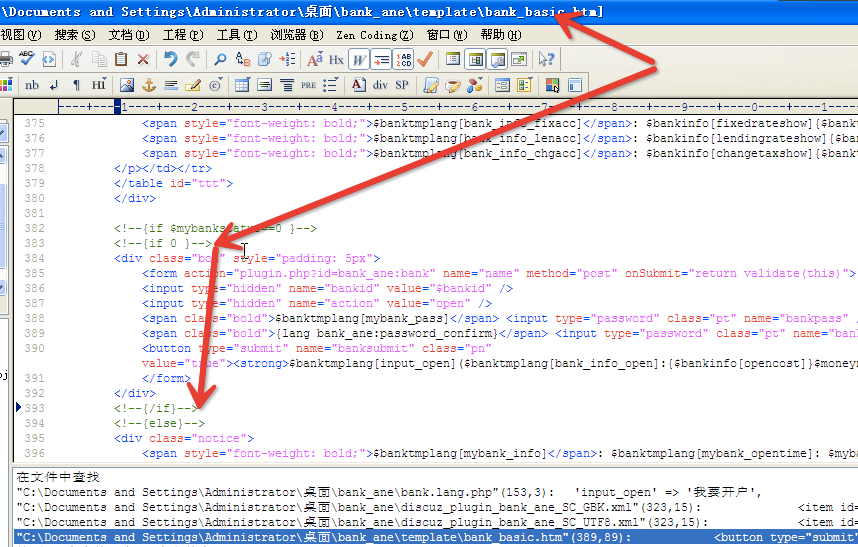 \Documents and Settings\Administrator\桌面\bank_ane\template\bank_basic.htm]
视图(V) 搜索(S) 文档(D) 工程(P) 工具(T) 浏览器(B) Zen Coding(Z) 窗口(W) 帮助(H)
375 <span style="font-weight: bold;">$banktmplang[bank_info_fixacc]</span>: $bankinfo[fixedrateshow]{$bankt
376 <span style="font-weight: bold;">$banktmplang[bank_info_lenacc]</span>: $bankinfo[lendingrateshow]{$ban
377 <span style="font-weight: bold;">$banktmplang[bank_info_chgacc]</span>: $bankinfo[changetaxshow]{$bankt
378 </p></td></tr>
379 </table id="ttt">
380 </div>
381
382 <!--{if $mybankstatus==0 }-->
383 <!--{if 0 }-->
384 <div class="box" style="padding: 5px">
385 <form action="plugin.php?id=bank_ane:bank" name="name" method="post" onSubmit="return validate(this)">
386 <input type="hidden" name="bankid" value="$bankid" />
387 <input type="hidden" name="action" value="open" />
388 <span class="bold">$banktmplang[mybank_pass]</span> <input type="password" class="pt" name="bankpass" /
389 <span class="bold">{lang bank_ane:password_confirm}</span> <input type="password" class="pt" name="bank
390 <button type="submit" name="banksubmit" class="pn"
value="true"><strong>$banktmplang[input_open]($banktmplang[bank_info_open]:{$bankinfo[opencost]}$moneyn
391 </form>
392 </div>
393 <!--{/if}-->
394 <!--{else}-->
395 <div class="notice">
396 <span style="font-weight: bold;">$banktmplang[mybank_info]</span>: $banktmplang[mybank_opentime]: $myba
在文件中查找
"C:\Documents and Settings\Administrator\桌面\bank_ane\bank.lang.php"(153,3): 'input_open' => '我要开户',
"C:\Documents and Settings\Administrator\桌面\bank_ane\discuz_plugin_bank_ane_SC_GBK.xml"(323,15): <item id=
"C:\Documents and Settings\Administrator\桌面\bank_ane\discuz_plugin_bank_ane_SC_UTF8.xml"(323,15): <item id
"C:\Documents and Settings\Administrator\桌面\bank_ane\template\bank_basic.htm"(389,89): <button type="submit"